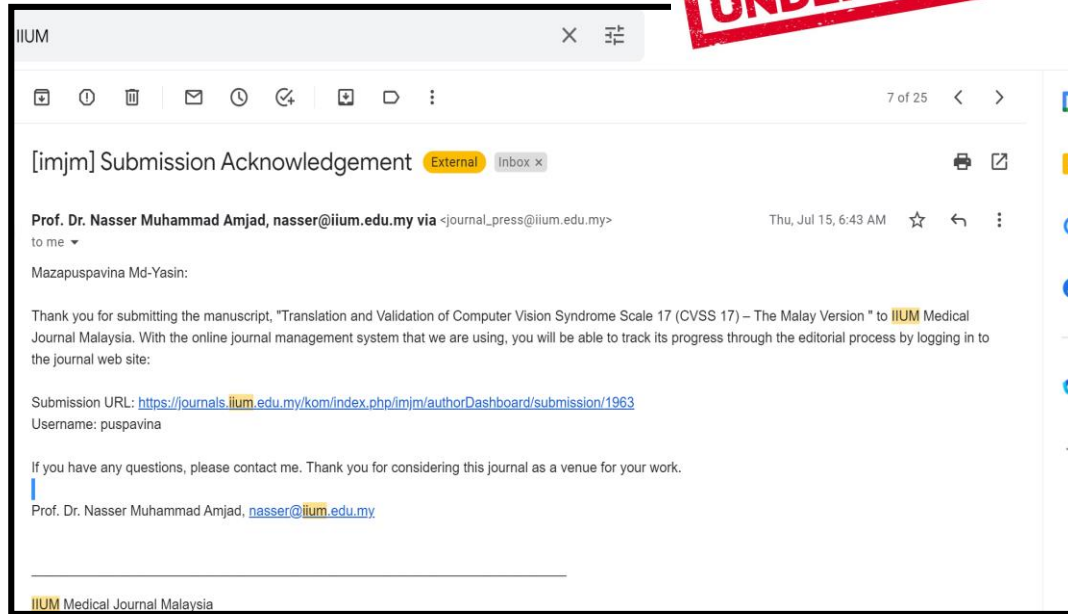 IIUM
7 of 25
[imjm] Submission Acknowledgement External Inbox ×
Prof. Dr. Nasser Muhammad Amjad, nasser@iium.edu.my via <journal_press@iium.edu.my>
Thu, Jul 15, 6:43 AM
to me
Mazapuspavina Md-Yasin:
Thank you for submitting the manuscript, "Translation and Validation of Computer Vision Syndrome Scale 17 (CVSS 17) – The Malay Version " to IIUM Medical
Journal Malaysia. With the online journal management system that we are using, you will be able to track its progress through the editorial process by logging in to
the journal web site:
Submission URL: https://journals.iium.edu.my/kom/index.php/imjm/authorDashboard/submission/1963
Username: puspavina
If you have any questions, please contact me. Thank you for considering this journal as a venue for your work.
Prof. Dr. Nasser Muhammad Amjad, nasser@iium.edu.my
IIUM Medical Journal Malaysia